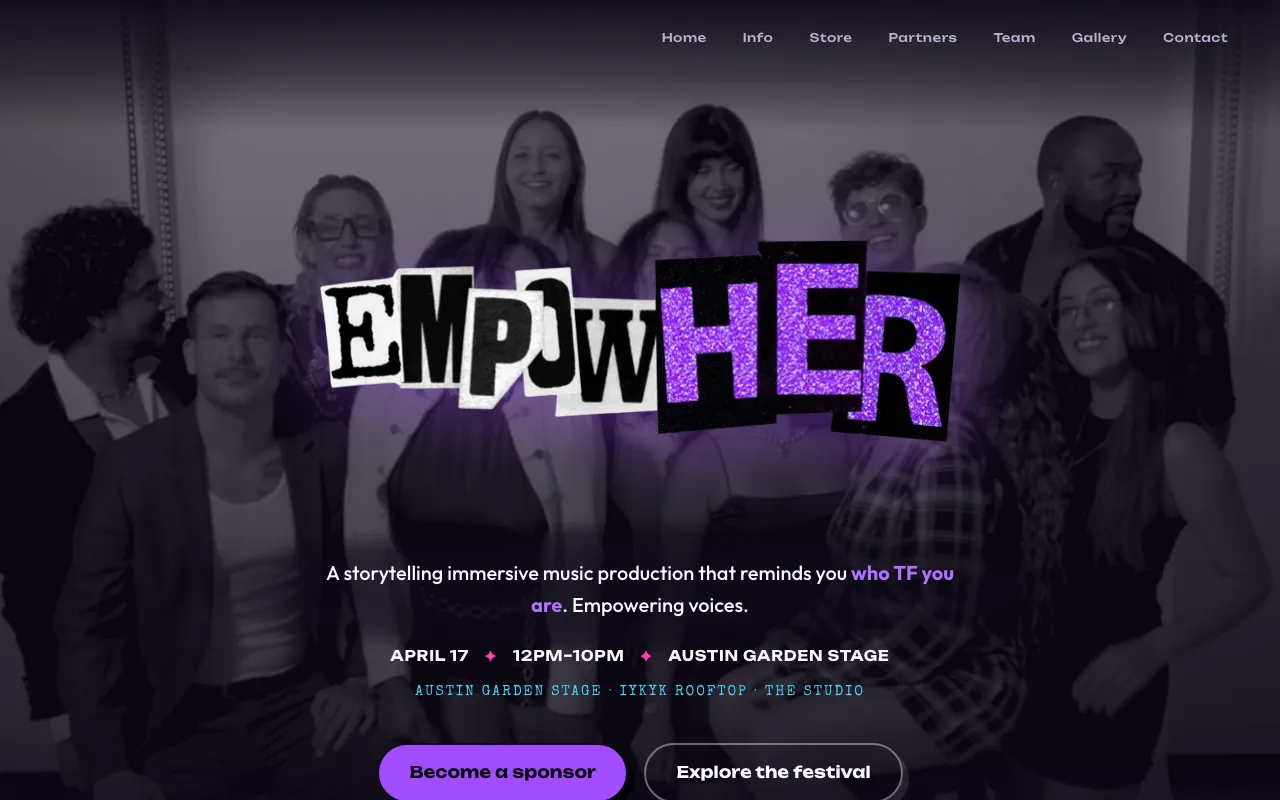 Home Info Store Partners Team Gallery Contact
EMPOWHER
A storytelling immersive music production that reminds you who TF you
are. Empowering voices.
APRIL 17 ✦ 12PM–10PM ✦ AUSTIN GARDEN STAGE
AUSTIN GARDEN STAGE · IYKYK ROOFTOP · THE STUDIO
Become a sponsor Explore the festival